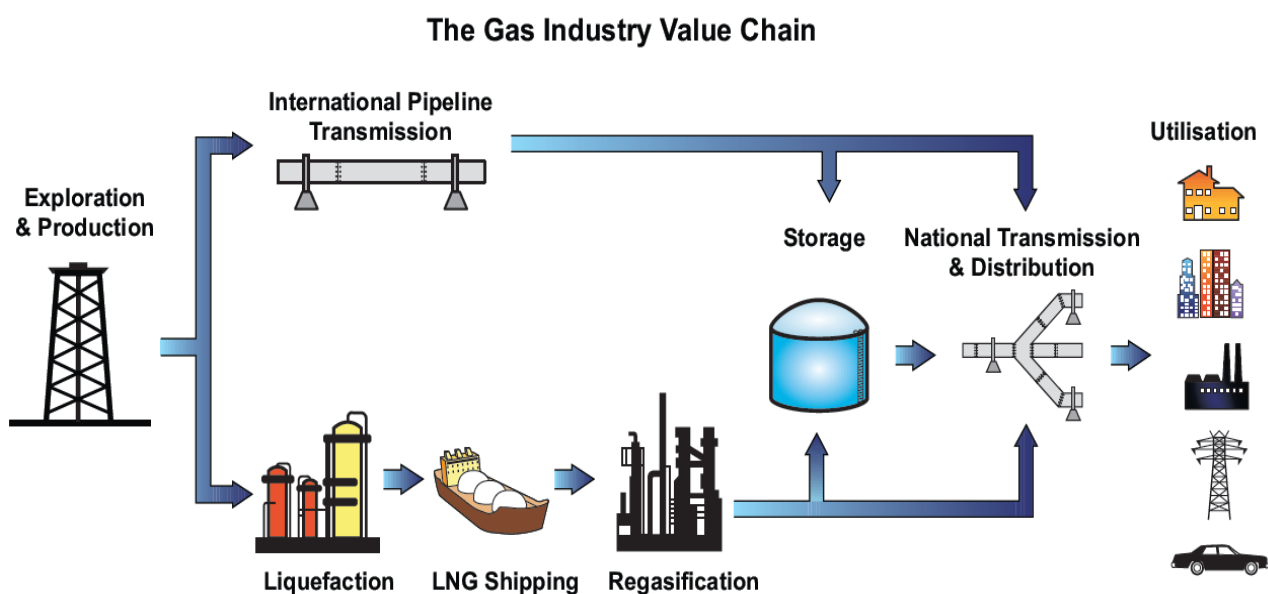 The Gas Industry Value Chain
International Pipeline
Transmission
Utilisation
Exploration
& Production
Storage
National Transmission
& Distribution
Liquefaction
LNG Shipping
Regasification